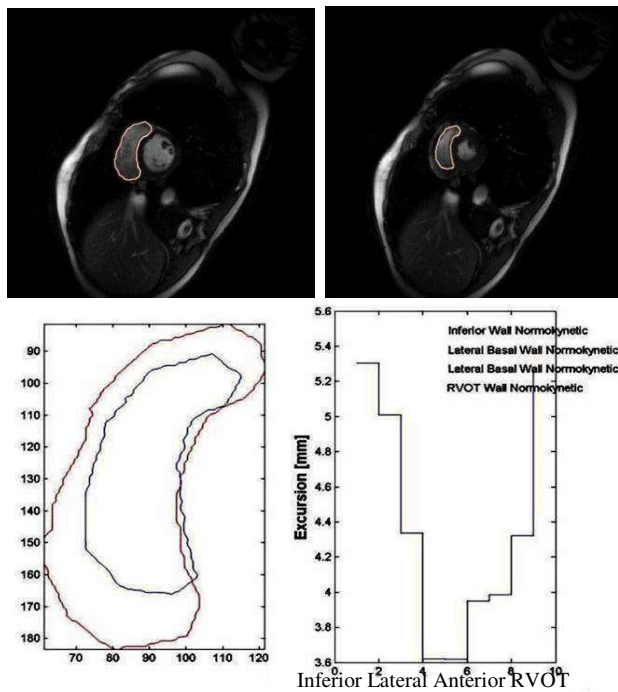 5.6
Inferior Wall Normokynetic
5.4
Lateral Basal Wall Normokynetic
5.2
Lateral Basal Wall Normokynetic
RVOT Wall Normokynetic
5
4.8
4.6
4.4
4.2
4
3.8
3.6
Excursion [mm]
0 2 4 6 8 10
90
100
110
120
130
140
150
160
170
180
70 80 90 100 110 120
Inferior Lateral Anterior RVOT